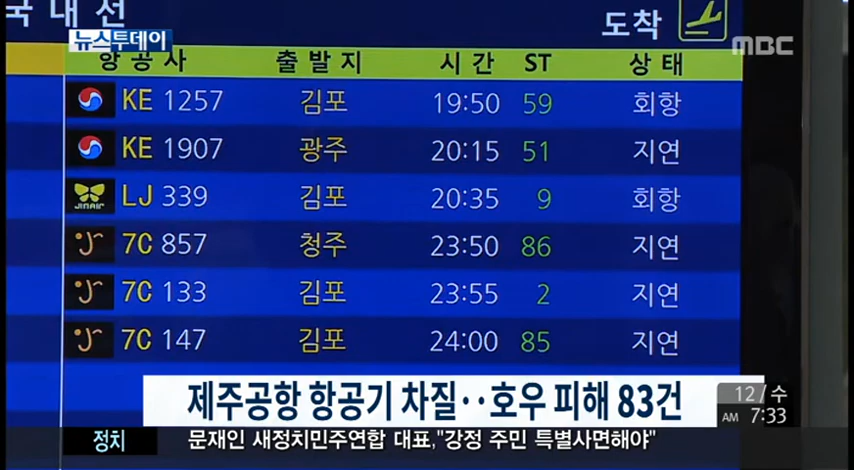 국내선
도착
뉴스투데이
MBC
항공사 출발지 시간 ST 상태
KE 1257 김포 19:50 59 회항
KE 1907 광주 20:15 51 지연
JINAIR LJ 339 김포 20:35 9 회항
7C 857 청주 23:50 86 지연
7C 133 김포 23:55 2 지연
7C 147 김포 24:00 85 지연
제주공항 항공기 차질‥호우 피해 83건
12 / 수
AM 7:33
정치 문재인 새정치민주연합 대표,"강정 주민 특별사면해야"